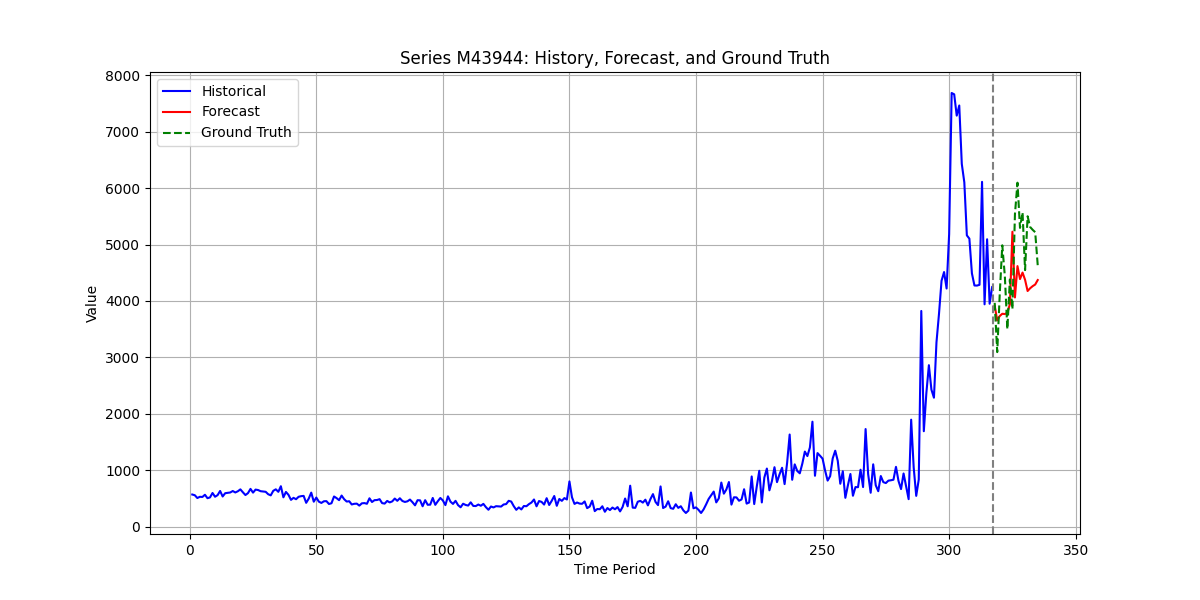 Series M43944: History, Forecast, and Ground Truth
8000
7000
6000
5000
4000
3000
2000
1000
0
Value
Historical
Forecast
Ground Truth
0
50
100
150
200
250
300
350
Time Period